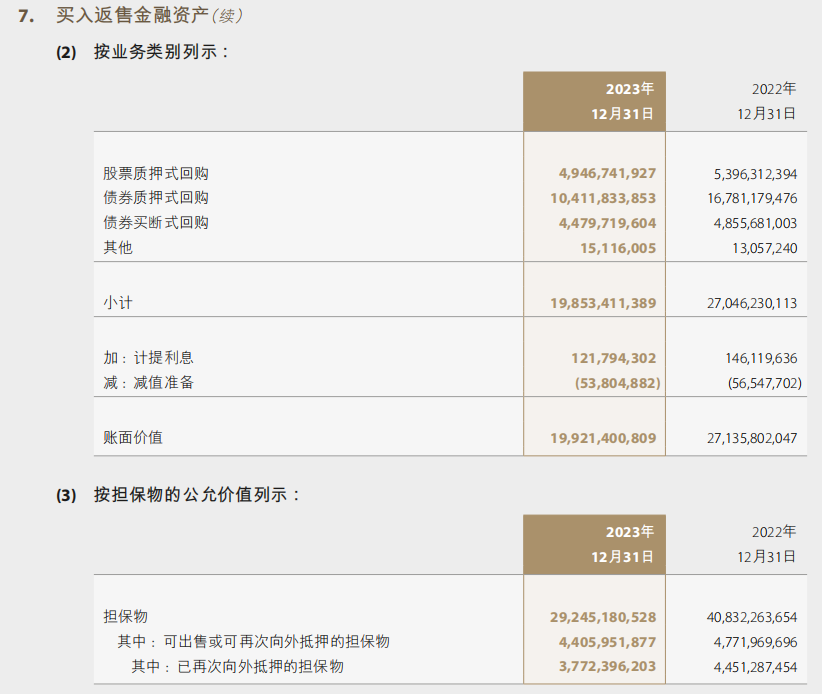 7. 买入返售金融资产(续)
(2) 按业务类别列示：
2023年 2022年
12月31日 12月31日
股票质押式回购 4,946,741,927 5,396,312,394
债券质押式回购 10,411,833,853 16,781,179,476
债券买断式回购 4,479,719,604 4,855,681,003
其他 15,116,005 13,057,240
小计 19,853,411,389 27,046,230,113
加：计提利息 121,794,302 146,119,636
减：减值准备 (53,804,882) (56,547,702)
账面价值 19,921,400,809 27,135,802,047
(3) 按担保物的公允价值列示：
2023年 2022年
12月31日 12月31日
担保物 29,245,180,528 40,832,263,654
其中：可出售或可再次向外抵押的担保物 4,405,951,877 4,771,969,696
其中：已再次向外抵押的担保物 3,772,396,203 4,451,287,454